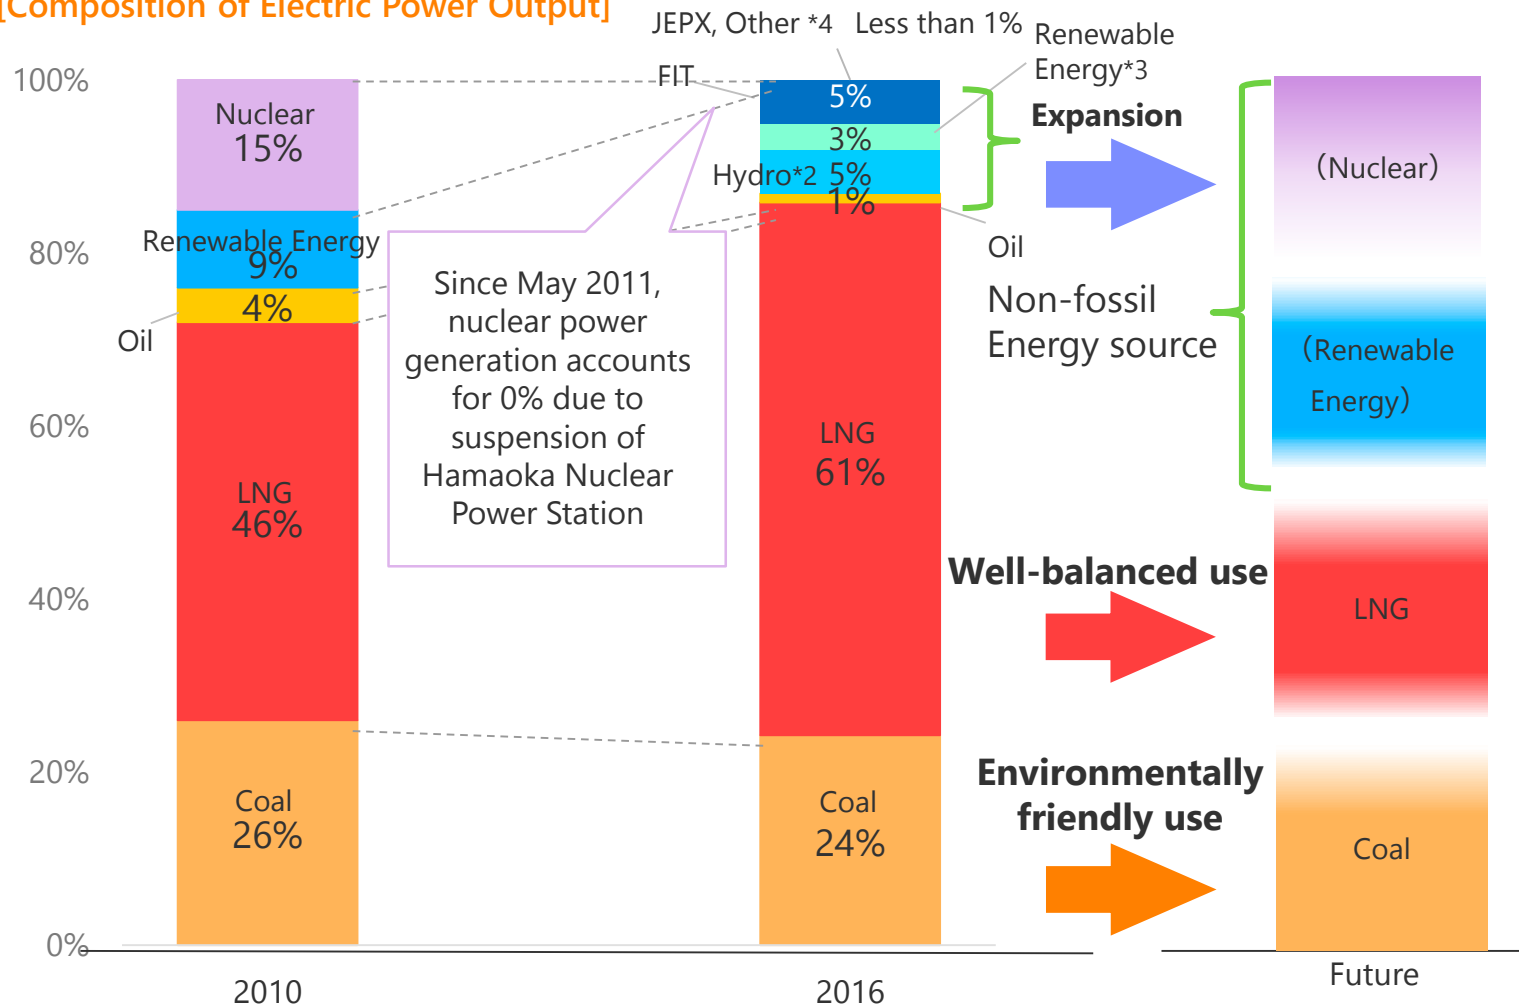 [Composition of Electric Power Output]
JEPX, Other *4 Less than 1%
Renewable
Energy*3
FIT
100%
80%
60%
40%
20%
0%
Nuclear
15%
Renewable Energy
9%
4%
Oil
LNG
46%
Coal
26%
2010
Since May 2011,
nuclear power
generation accounts
for 0% due to
suspension of
Hamaoka Nuclear
Power Station
5%
3%
Hydro*2 5%
1%
Oil
LNG
61%
Coal
24%
2016
Expansion
Non-fossil
Energy source
Well-balanced use
Environmentally
friendly use
（Nuclear）
（Renewable
Energy）
LNG
Coal
Future